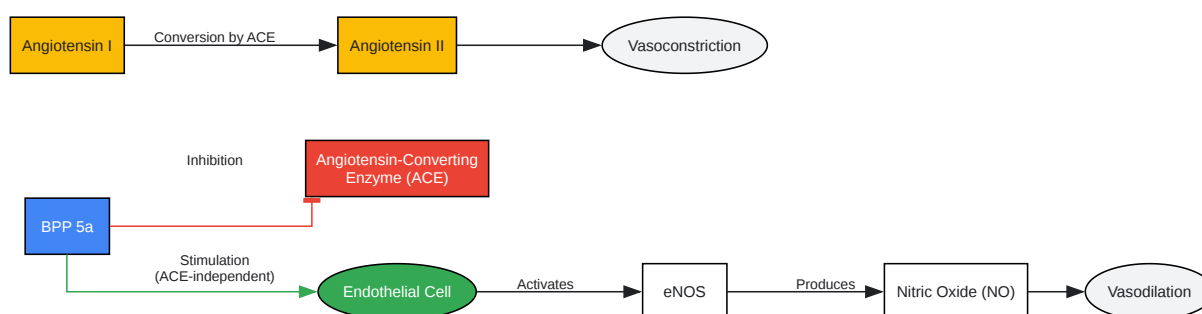 Angiotensin I
Conversion by ACE
Angiotensin II
Vasoconstriction
Inhibition
Angiotensin-Converting
Enzyme (ACE)
BPP 5a
Stimulation
(ACE-independent)
Endothelial Cell
Activates
eNOS
Produces
Nitric Oxide (NO)
Vasodilation